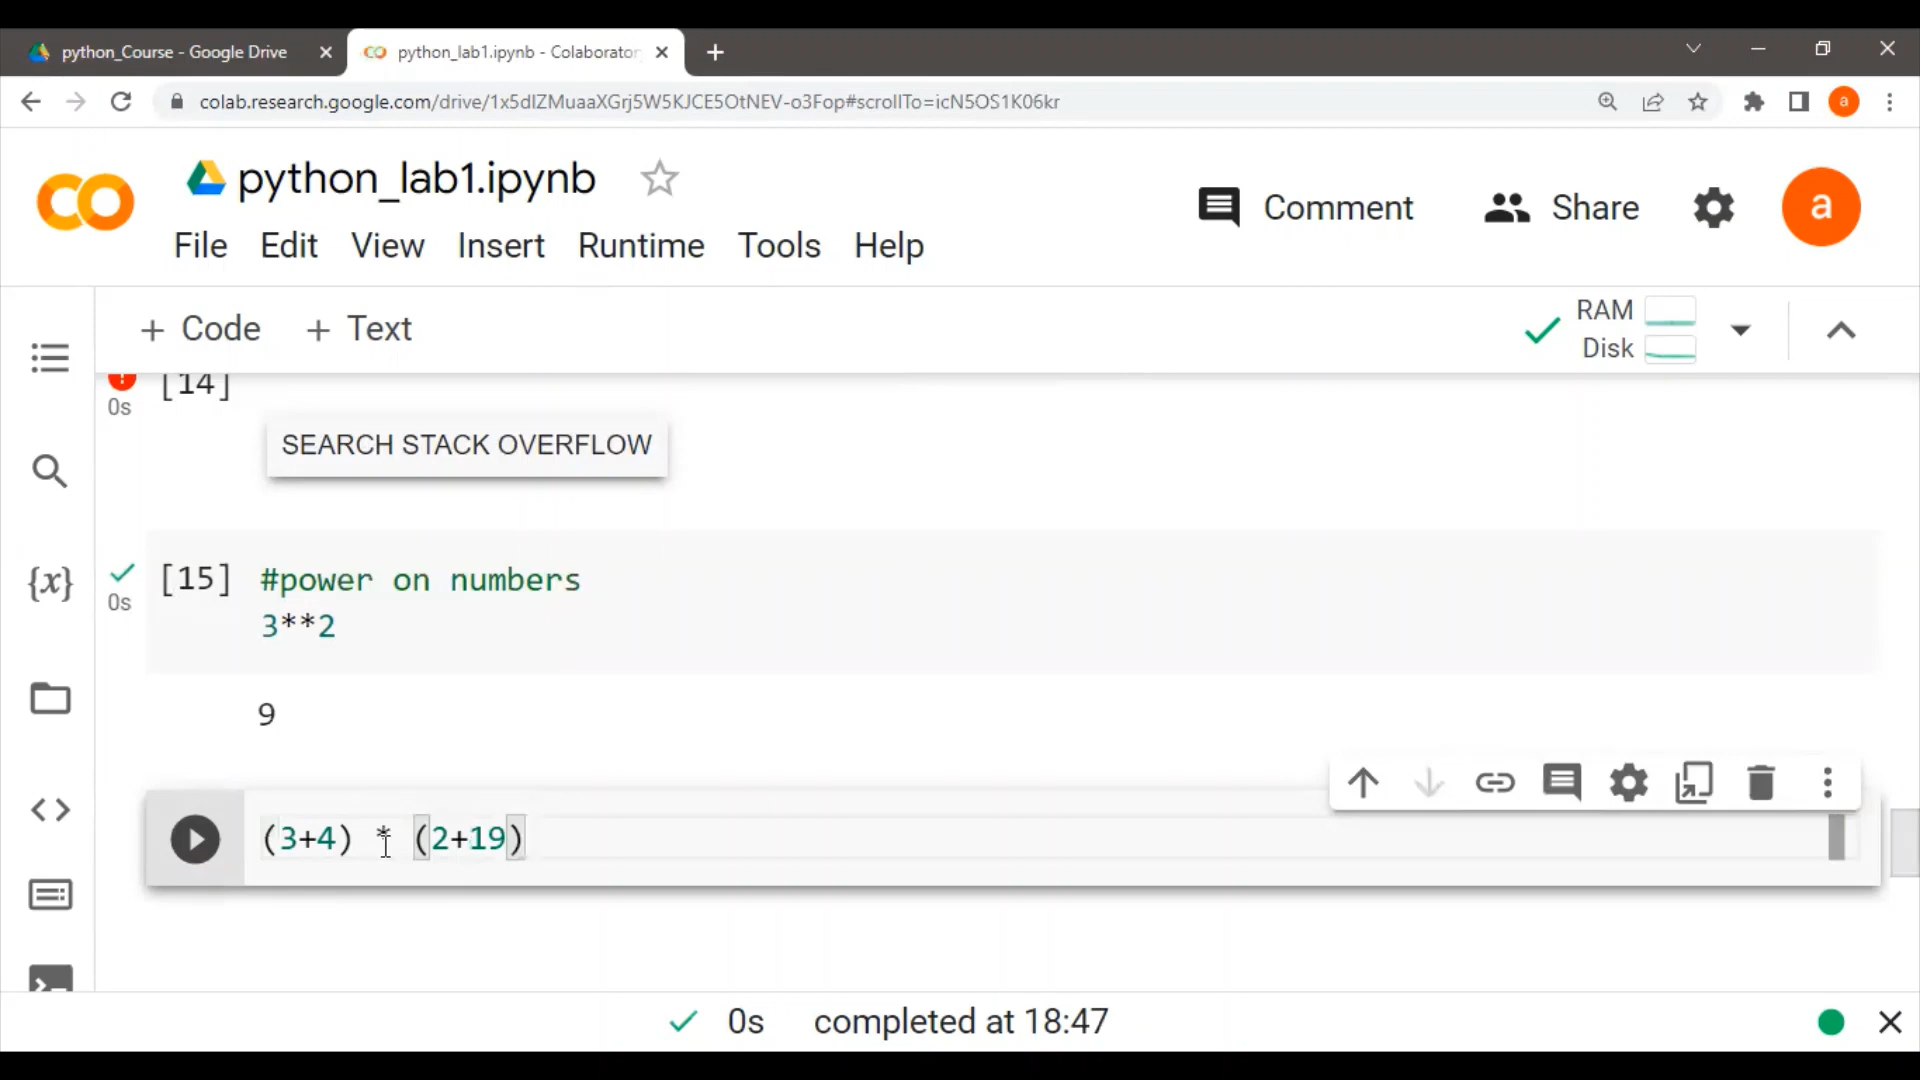 python_Course - Google Drive
python_lab1.ipynb - Colaborator
colab.research.google.com/drive/1x5dIZMuaaXGrj5W5KJCE5OtNEV-o3Fop#scrollTo=icN5OS1K06kr
a
python_lab1.ipynb
Comment
Share
a
File Edit View Insert Runtime Tools Help
+ Code + Text
RAM
Disk
[14]
0s
SEARCH STACK OVERFLOW
[15] #power on numbers
0s
3**2
9
(3+4) * (2+19)
0s completed at 18:47